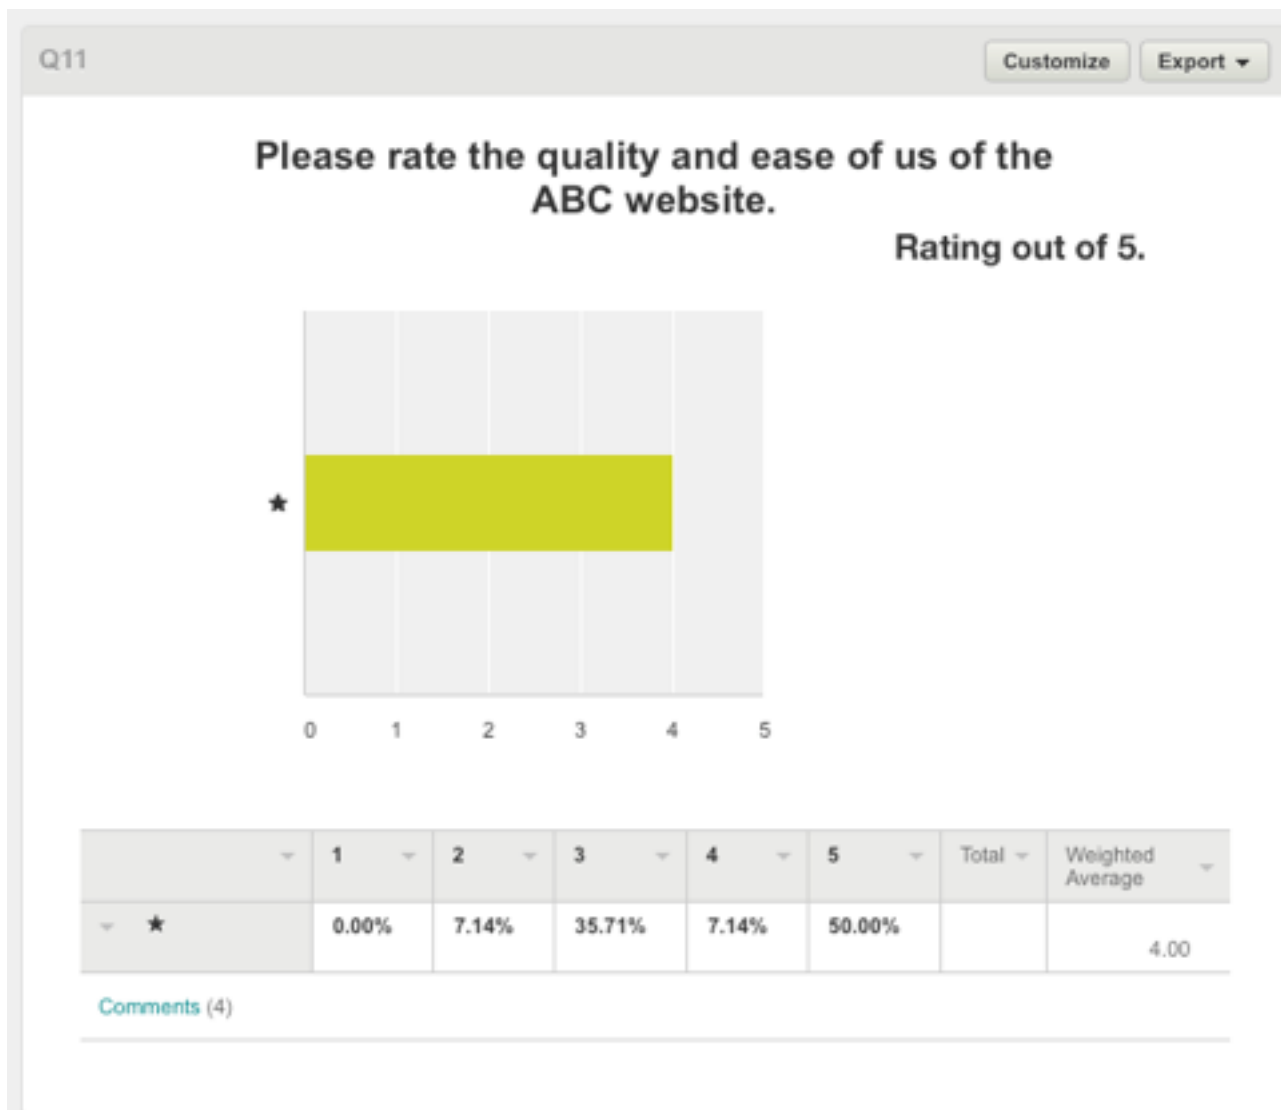 Q11
Customize
Export
Please rate the quality and ease of us of the
ABC website.
Rating out of 5.
★
0 1 2 3 4 5
1 2 3 4 5 Total Weighted
Average
★ 0.00% 7.14% 35.71% 7.14% 50.00%
4.00
Comments (4)